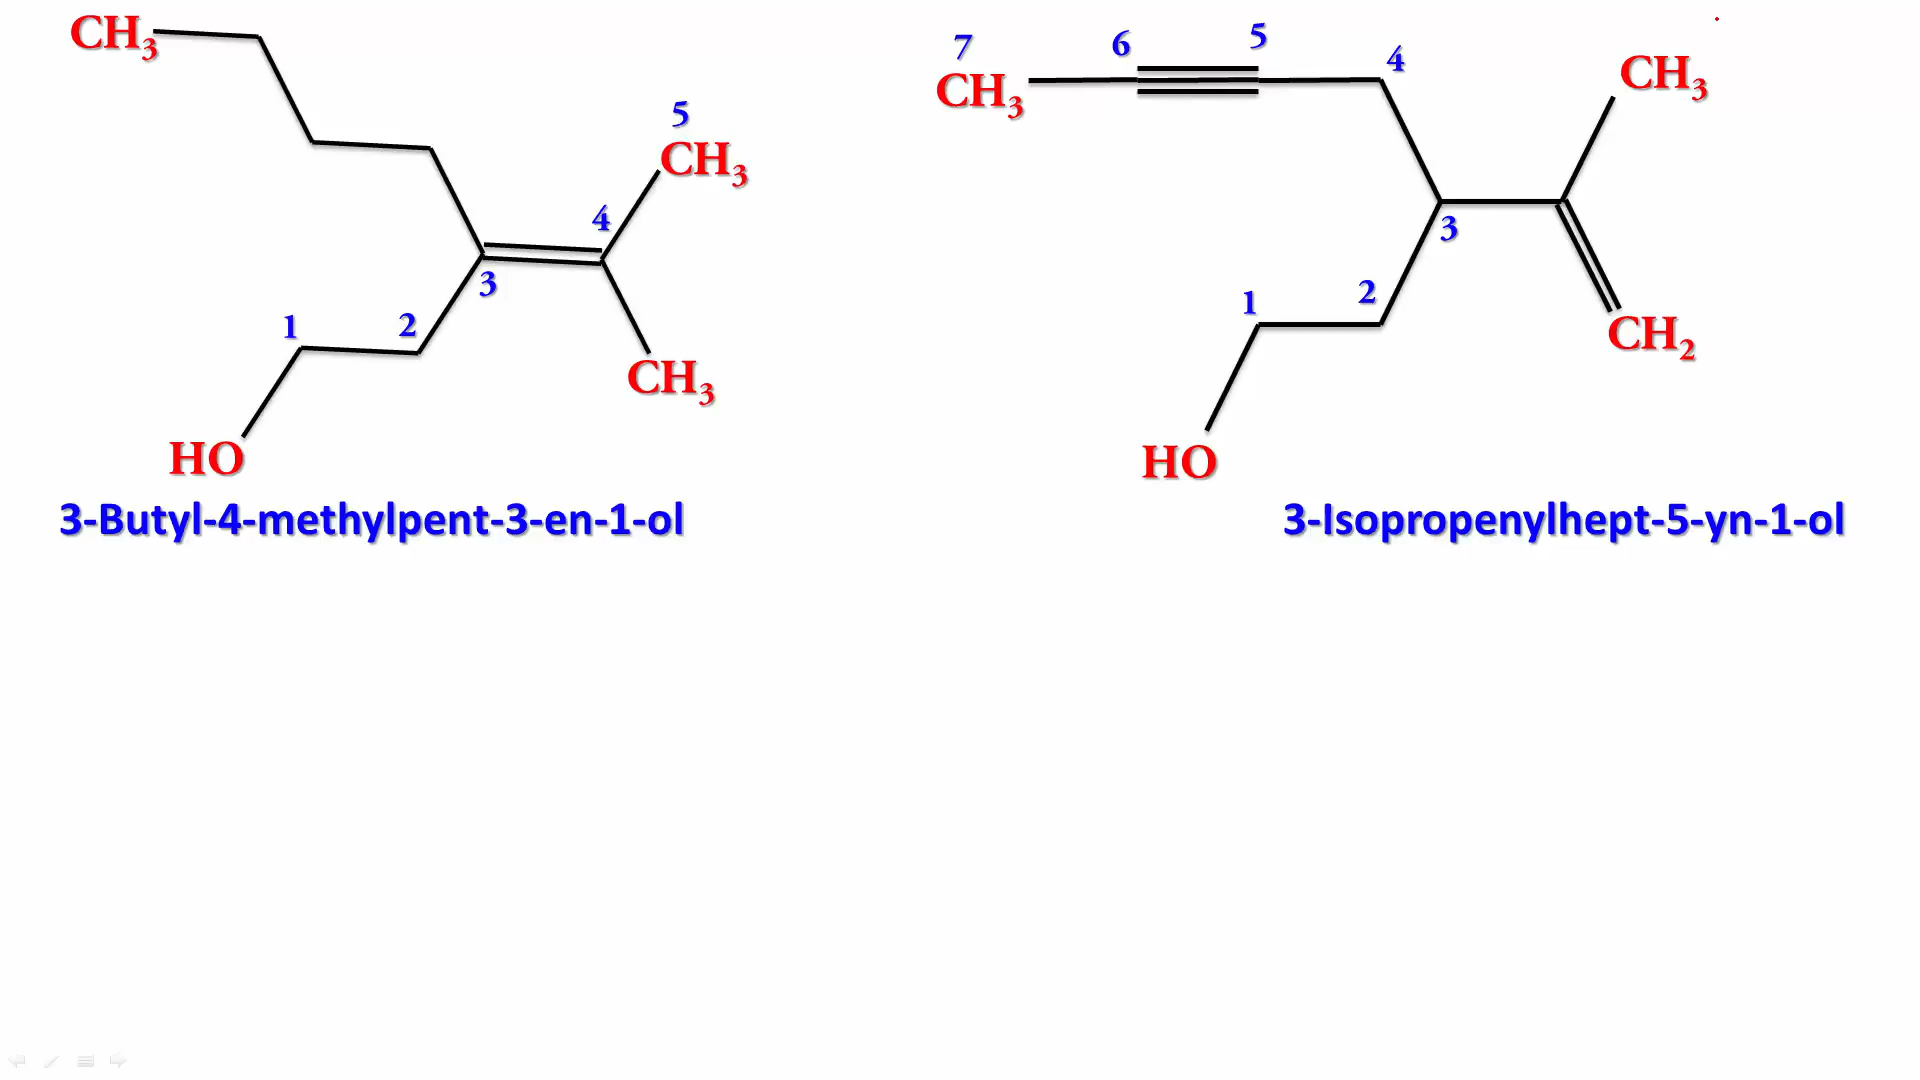 CH3
5
CH3
4
3
1
2
CH3
HO
3-Butyl-4-methylpent-3-en-1-ol
7
6
5
4
CH3
CH3
3
2
1
CH2
HO
3-Isopropenylhept-5-yn-1-ol